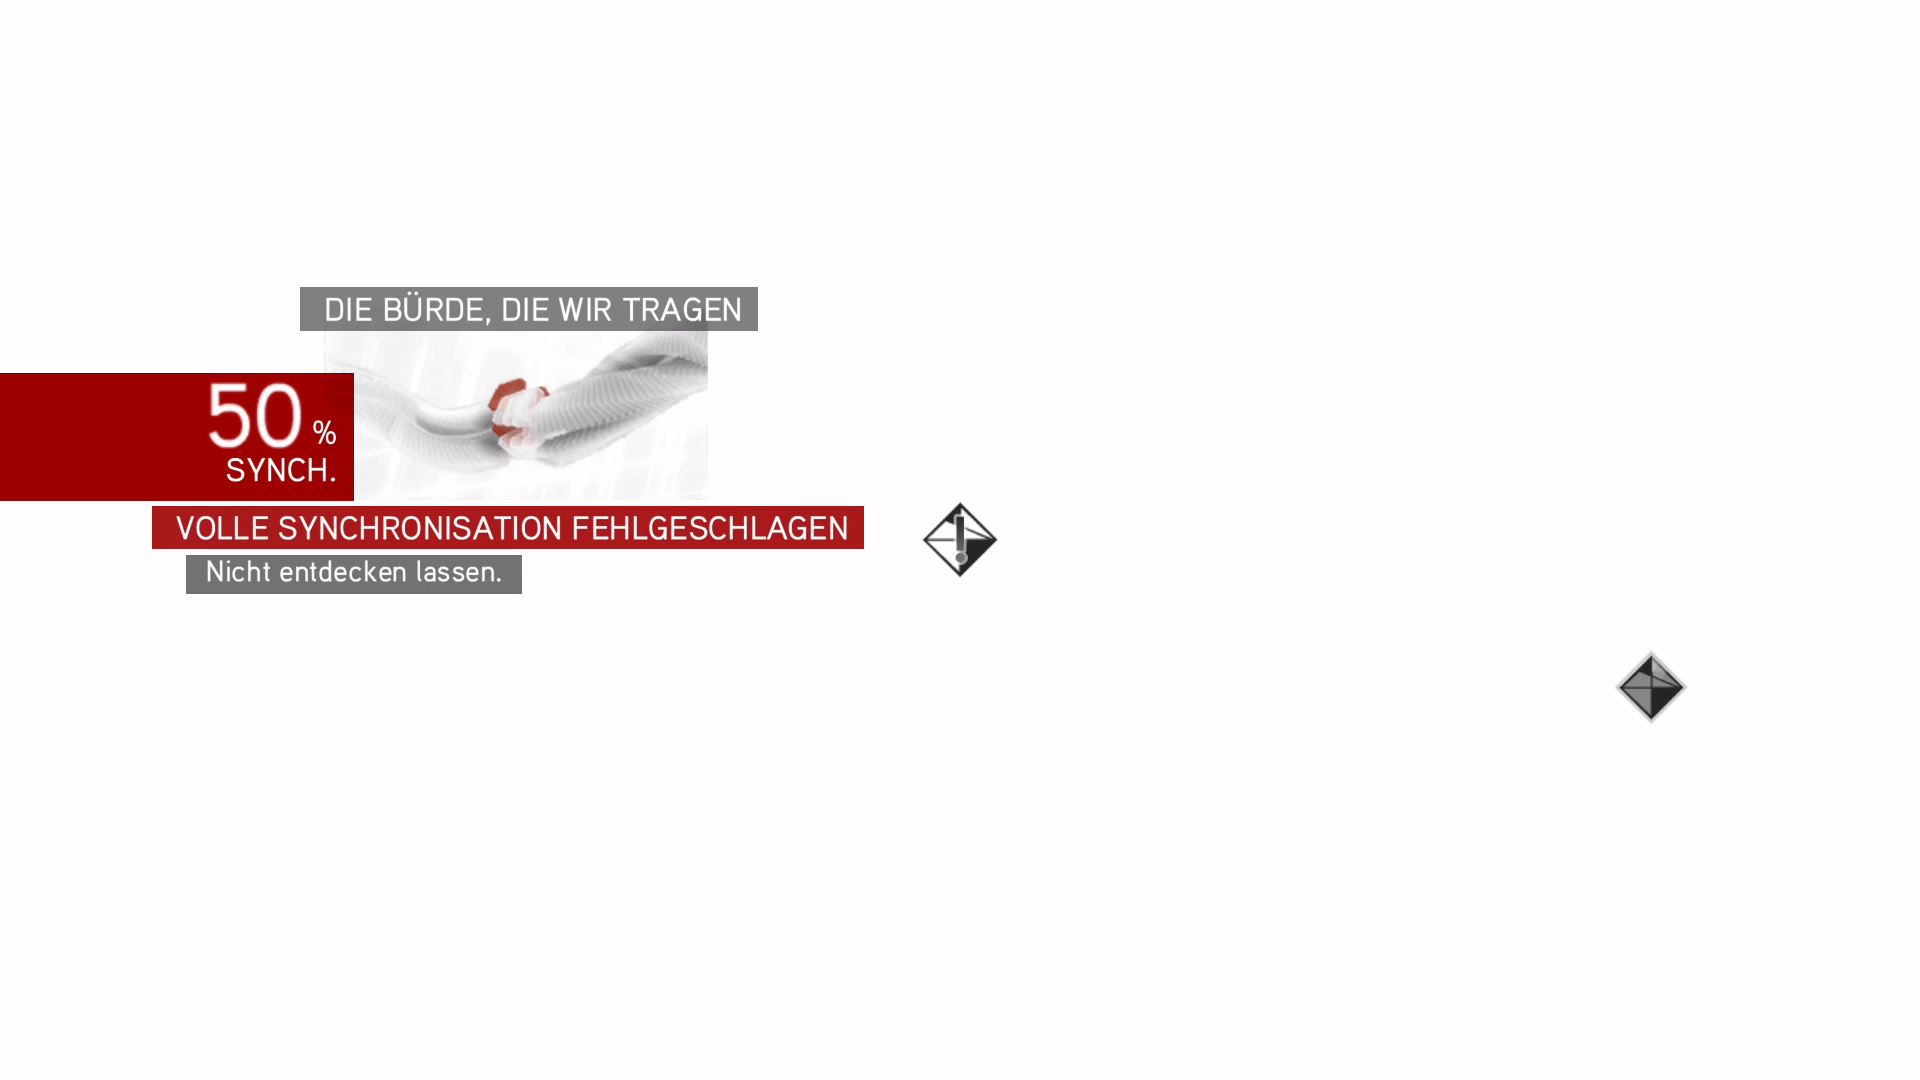 DIE BÜRDE, DIE WIR TRAGEN
50 %
SYNCH.
VOLLE SYNCHRONISATION FEHLGESCHLAGEN
Nicht entdecken lassen.